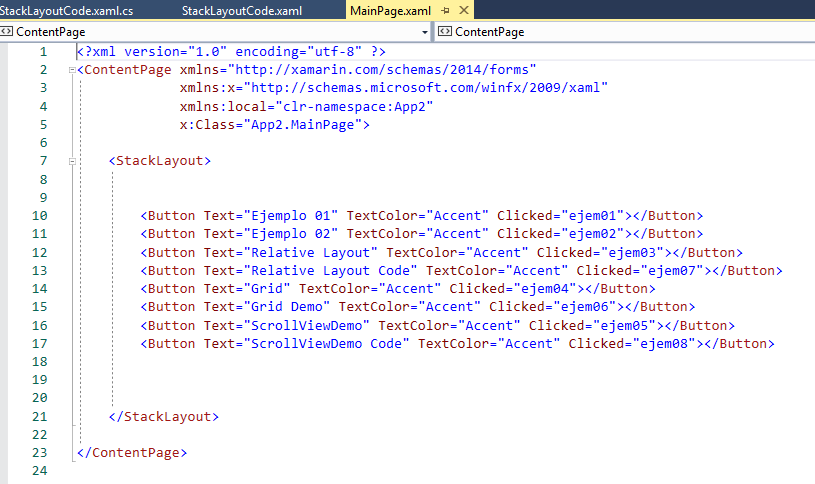 StackLayoutCode.xaml.cs StackLayoutCode.xaml MainPage.xaml
ContentPage ContentPage
1 <?xml version="1.0" encoding="utf-8" ?>
2 <ContentPage xmlns="http://xamarin.com/schemas/2014/forms"
3 xmlns:x="http://schemas.microsoft.com/winfx/2009/xaml"
4 xmlns:local="clr-namespace:App2"
5 x:Class="App2.MainPage">
6
7 <StackLayout>
8
9
10 <Button Text="Ejemplo 01" TextColor="Accent" Clicked="ejem01"></Button>
11 <Button Text="Ejemplo 02" TextColor="Accent" Clicked="ejem02"></Button>
12 <Button Text="Relative Layout" TextColor="Accent" Clicked="ejem03"></Button>
13 <Button Text="Relative Layout Code" TextColor="Accent" Clicked="ejem07"></Button>
14 <Button Text="Grid" TextColor="Accent" Clicked="ejem04"></Button>
15 <Button Text="Grid Demo" TextColor="Accent" Clicked="ejem06"></Button>
16 <Button Text="ScrollViewDemo" TextColor="Accent" Clicked="ejem05"></Button>
17 <Button Text="ScrollViewDemo Code" TextColor="Accent" Clicked="ejem08"></Button>
18
19
20
21 </StackLayout>
22
23 </ContentPage>
24